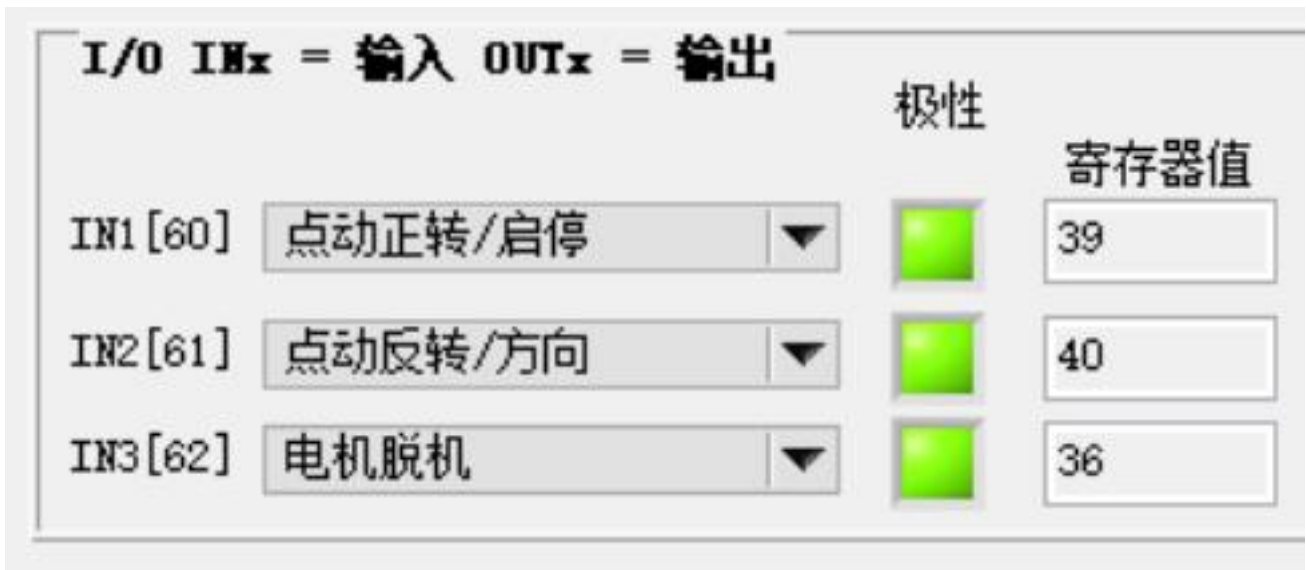 I/O INx = 输入 OUTx = 输出
极性
寄存器值
IN1[60] 点动正转/启停 39
IN2[61] 点动反转/方向 40
IN3[62] 电机脱机 36